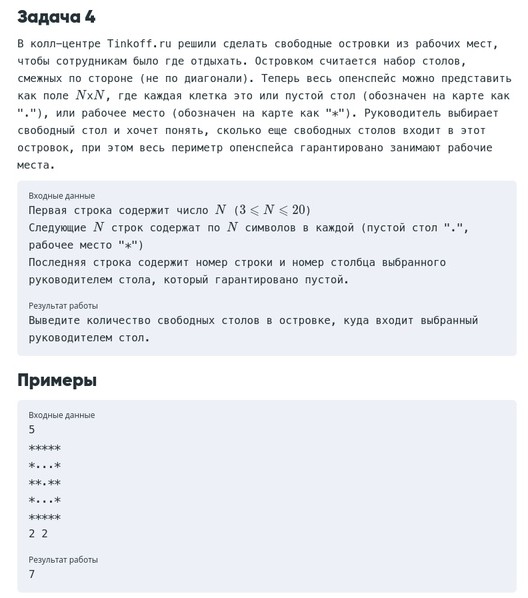 Задача 4
В колл-центре Tinkoff.ru решили сделать свободные островки из рабочих мест,
чтобы сотрудникам было где отдыхать. Островком считается набор столов,
смежных по стороне (не по диагонали). Теперь весь опенспейс можно представить
как поле NxN, где каждая клетка это или пустой стол (обозначен на карте как
"."), или рабочее место (обозначен на карте как "*"). Руководитель выбирает
свободный стол и хочет понять, сколько еще свободных столов входит в этот
островок, при этом весь периметр опенспейса гарантировано занимают рабочие
места.
Входные данные
Первая строка содержит число N (3 ⩽ N ⩽ 20)
Следующие N строк содержат по N символов в каждой (пустой стол ".",
рабочее место "*")
Последняя строка содержит номер строки и номер столбца выбранного
руководителем стола, который гарантировано пустой.
Результат работы
Выведите количество свободных столов в островке, куда входит выбранный
руководителем стол.
Примеры
Входные данные
5
*****
*...*
**.**
*...*
*****
2 2
Результат работы
7